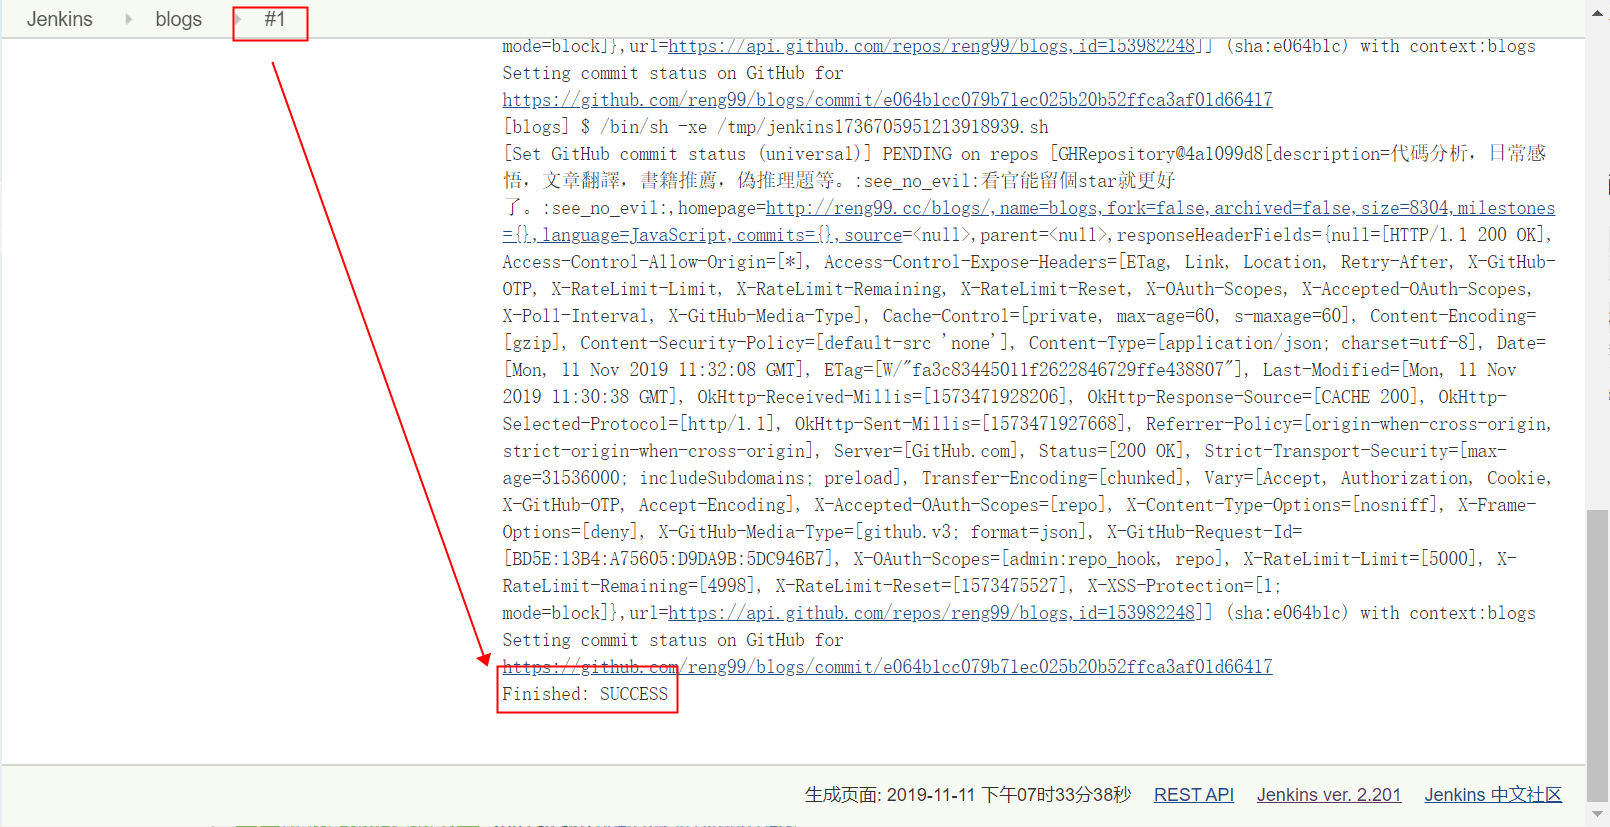 Jenkins blogs #1
mode=block]},url=https://api.github.com/repos/reng99/blogs,id=153982248]] (sha:e064b1c) with context:blogs
Setting commit status on GitHub for
https://github.com/reng99/blogs/commit/e064b1cc079b71ec025b20b52ffca3af01d66417
[blogs] $ /bin/sh -xe /tmp/jenkins1736705951213918939.sh
[Set GitHub commit status (universal)] PENDING on repos [GHRepository@4a1099d8[description=代碼分析，日常感
悟，文章翻譯，書籍推薦，偽推理題等。:see_no_evil:看官能留個star就更好
了。:see_no_evil:,homepage=http://reng99.cc/blogs/,name=blogs,fork=false,archived=false,size=8304,milestones
={},language=JavaScript,commits={},source=<null>,parent=<null>,responseHeaderFields={null=[HTTP/1.1 200 OK],
Access-Control-Allow-Origin=[*], Access-Control-Expose-Headers=[ETag, Link, Location, Retry-After, X-GitHub-
OTP, X-RateLimit-Limit, X-RateLimit-Remaining, X-RateLimit-Reset, X-OAuth-Scopes, X-Accepted-OAuth-Scopes,
X-Poll-Interval, X-GitHub-Media-Type], Cache-Control=[private, max-age=60, s-maxage=60], Content-Encoding=
[gzip], Content-Security-Policy=[default-src 'none'], Content-Type=[application/json; charset=utf-8], Date=
[Mon, 11 Nov 2019 11:32:08 GMT], ETag=[W/"fa3c83445011f2622846729ffe438807"], Last-Modified=[Mon, 11 Nov
2019 11:30:38 GMT], OkHttp-Received-Millis=[1573471928206], OkHttp-Response-Source=[CACHE 200], OkHttp-
Selected-Protocol=[http/1.1], OkHttp-Sent-Millis=[1573471927668], Referrer-Policy=[origin-when-cross-origin,
strict-origin-when-cross-origin], Server=[GitHub.com], Status=[200 OK], Strict-Transport-Security=[max-
age=31536000; includeSubdomains; preload], Transfer-Encoding=[chunked], Vary=[Accept, Authorization, Cookie,
X-GitHub-OTP, Accept-Encoding], X-Accepted-OAuth-Scopes=[repo], X-Content-Type-Options=[nosniff], X-Frame-
Options=[deny], X-GitHub-Media-Type=[github.v3; format=json], X-GitHub-Request-Id=
[BD5E:13B4:A75605:D9DA9B:5DC946B7], X-OAuth-Scopes=[admin:repo_hook, repo], X-RateLimit-Limit=[5000], X-
RateLimit-Remaining=[4998], X-RateLimit-Reset=[1573475527], X-XSS-Protection=[1;
mode=block]},url=https://api.github.com/repos/reng99/blogs,id=153982248]] (sha:e064b1c) with context:blogs
Setting commit status on GitHub for
https://github.com/reng99/blogs/commit/e064b1cc079b71ec025b20b52ffca3af01d66417
Finished: SUCCESS
生成页面: 2019-11-11 下午07时33分38秒 REST API Jenkins ver. 2.201 Jenkins 中文社区